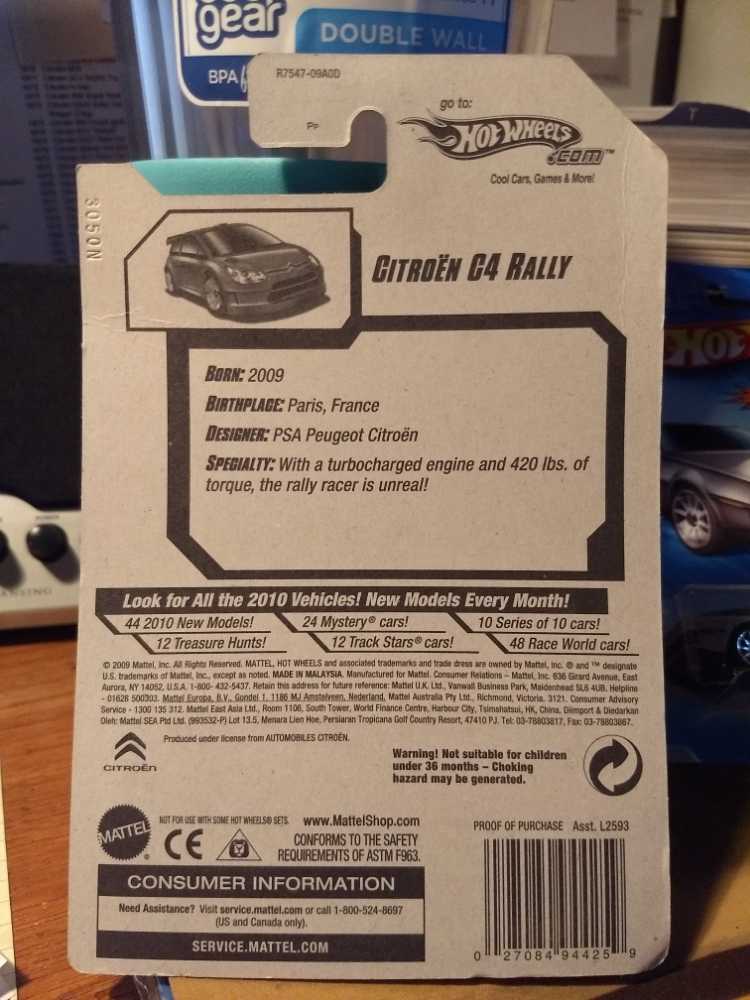 gear
DOUBLE WALL
BPA
R7547-09A0D
PP
go to:
HOT WHEELS
.COM™
Cool Cars, Games & More!
3050N
CITROËN C4 RALLY
HOT
BORN: 2009
BIRTHPLACE: Paris, France
DESIGNER: PSA Peugeot Citroën
SPECIALTY: With a turbocharged engine and 420 lbs. of
torque, the rally racer is unreal!
Look for All the 2010 Vehicles! New Models Every Month!
44 2010 New Models! 24 Mystery® cars! 10 Series of 10 cars!
12 Treasure Hunts! 12 Track Stars® cars! 48 Race World cars!
© 2009 Mattel, Inc. All Rights Reserved. MATTEL, HOT WHEELS and associated trademarks and trade dress are owned by Mattel, Inc. ® and ™ designate
U.S. trademarks of Mattel, Inc., except as noted. MADE IN MALAYSIA. Manufactured for Mattel. Consumer Relations – Mattel, Inc. 636 Girard Avenue, East
Aurora, NY 14052, U.S.A. 1-800- 432-5437. Retain this address for future reference: Mattel U.K. Ltd., Vanwall Business Park, Maidenhead SL6 4UB. Helpline
- 01628 500303. Mattel Europa, B.V., Gondel 1, 1186 MJ Amstelveen, Nederland. Mattel Australia Pty Ltd., Richmond, Victoria. 3121. Consumer Advisory
Service - 1300 135 312. Mattel East Asia Ltd., Room 1106, South Tower, World Finance Centre, Harbour City, Tsimshatsui, HK, China. Diimport & Diedarkan
Oleh: Mattel SEA Ptd Ltd. (993532-P) Lot 13.5, Menara Lien Hoe, Persiaran Tropicana Golf Country Resort, 47410 PJ. Tel: 03-78803817, Fax: 03-78803867.
Produced under license from AUTOMOBILES CITROËN.
CITROËN
Warning! Not suitable for children
under 36 months – Choking
hazard may be generated.
MATTEL
NOT FOR USE WITH SOME HOT WHEELS® SETS.
CE
www.MattelShop.com
CONFORMS TO THE SAFETY
REQUIREMENTS OF ASTM F963.
PROOF OF PURCHASE Asst. L2593
CONSUMER INFORMATION
Need Assistance? Visit service.mattel.com or call 1-800-524-8697
(US and Canada only).
SERVICE.MATTEL.COM
0 27084 94425 9